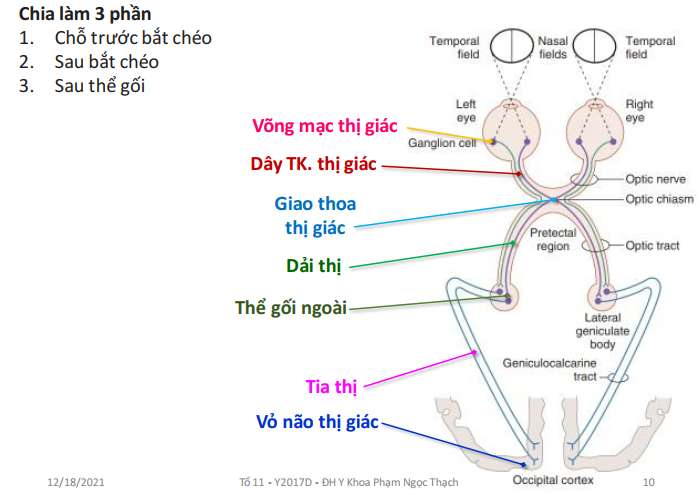 Chia làm 3 phần
1. Chỗ trước bắt chéo
2. Sau bắt chéo
3. Sau thể gối
Temporal
field
Nasal
fields
Temporal
field
Left
eye
Right
eye
Võng mạc thị giác
Ganglion cell
Dây TK. thị giác
Optic nerve
Giao thoa
thị giác
Optic chiasm
Pretectal
region
Optic tract
Dải thị
Thể gối ngoài
Lateral
geniculate
body
Geniculocalcarine
tract
Tia thị
Vỏ não thị giác
Occipital cortex
12/18/2021
Tổ 11 - Y2017D - ĐH Y Khoa Phạm Ngọc Thạch
10